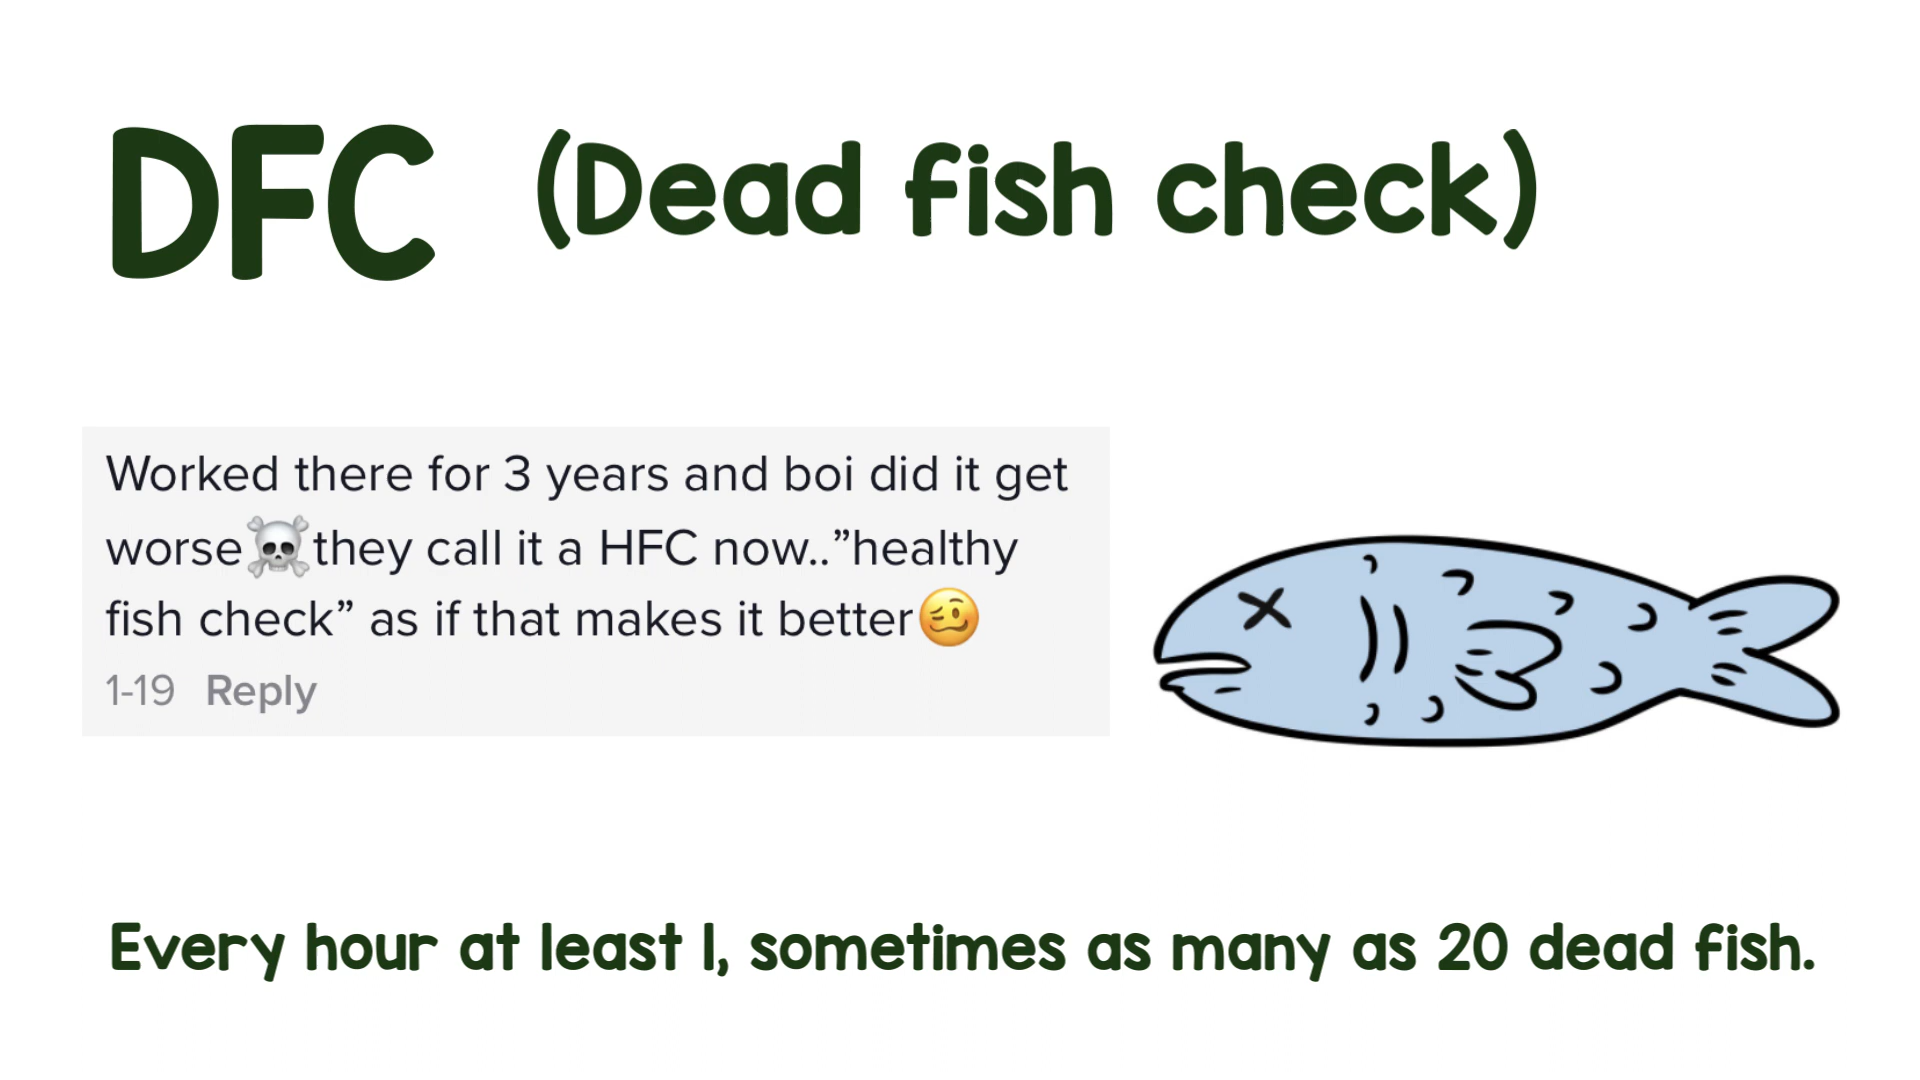 DFC (Dead fish check)
Worked there for 3 years and boi did it get
worse☠️they call it a HFC now..”healthy
fish check” as if that makes it better🥴
1-19 Reply
Every hour at least 1, sometimes as many as 20 dead fish.